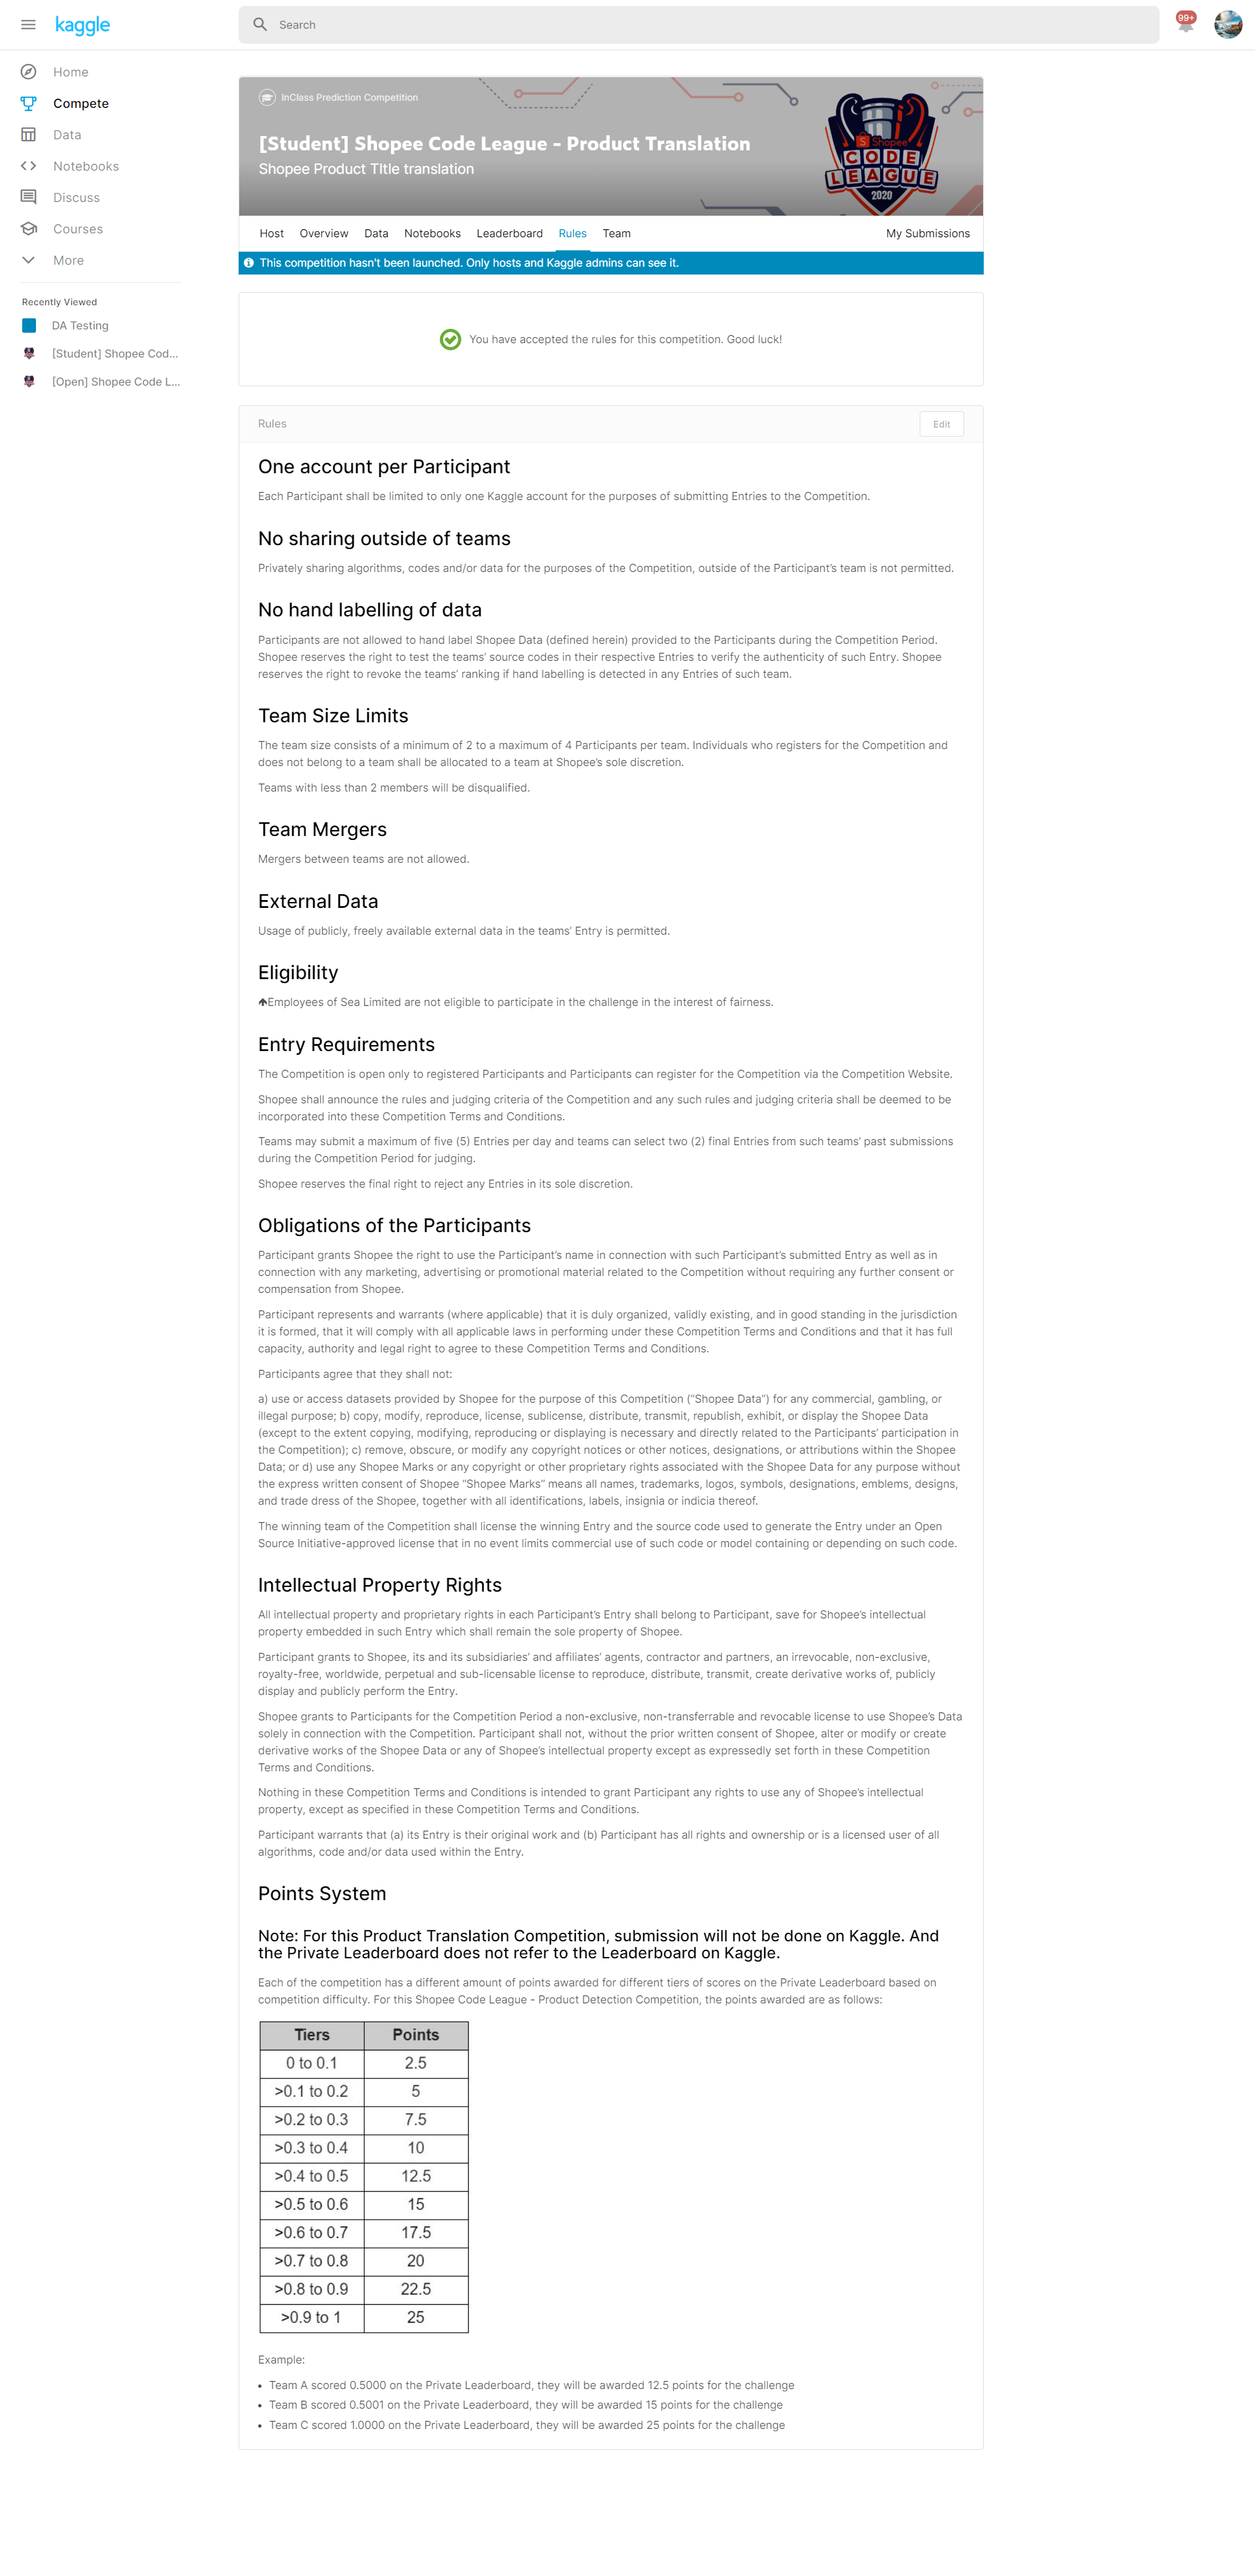 kaggle
Search
99+
Home
Compete
Data
Notebooks
Discuss
Courses
More
Recently Viewed
DA Testing
[Student] Shopee Cod...
[Open] Shopee Code L...
InClass Prediction Competition
[Student] Shopee Code League - Product Translation
Shopee Product TItle translation
S Shopee
CODE
LEAGUE
2020
Host Overview Data Notebooks Leaderboard Rules Team My Submissions
This competition hasn't been launched. Only hosts and Kaggle admins can see it.
You have accepted the rules for this competition. Good luck!
Rules
Edit
One account per Participant
Each Participant shall be limited to only one Kaggle account for the purposes of submitting Entries to the Competition.
No sharing outside of teams
Privately sharing algorithms, codes and/or data for the purposes of the Competition, outside of the Participant's team is not permitted.
No hand labelling of data
Participants are not allowed to hand label Shopee Data (defined herein) provided to the Participants during the Competition Period.
Shopee reserves the right to test the teams' source codes in their respective Entries to verify the authenticity of such Entry. Shopee
reserves the right to revoke the teams' ranking if hand labelling is detected in any Entries of such team.
Team Size Limits
The team size consists of a minimum of 2 to a maximum of 4 Participants per team. Individuals who registers for the Competition and
does not belong to a team shall be allocated to a team at Shopee's sole discretion.
Teams with less than 2 members will be disqualified.
Team Mergers
Mergers between teams are not allowed.
External Data
Usage of publicly, freely available external data in the teams' Entry is permitted.
Eligibility
Employees of Sea Limited are not eligible to participate in the challenge in the interest of fairness.
Entry Requirements
The Competition is open only to registered Participants and Participants can register for the Competition via the Competition Website.
Shopee shall announce the rules and judging criteria of the Competition and any such rules and judging criteria shall be deemed to be
incorporated into these Competition Terms and Conditions.
Teams may submit a maximum of five (5) Entries per day and teams can select two (2) final Entries from such teams' past submissions
during the Competition Period for judging.
Shopee reserves the final right to reject any Entries in its sole discretion.
Obligations of the Participants
Participant grants Shopee the right to use the Participant's name in connection with such Participant's submitted Entry as well as in
connection with any marketing, advertising or promotional material related to the Competition without requiring any further consent or
compensation from Shopee.
Participant represents and warrants (where applicable) that it is duly organized, validly existing, and in good standing in the jurisdiction
it is formed, that it will comply with all applicable laws in performing under these Competition Terms and Conditions and that it has full
capacity, authority and legal right to agree to these Competition Terms and Conditions.
Participants agree that they shall not:
a) use or access datasets provided by Shopee for the purpose of this Competition ("Shopee Data") for any commercial, gambling, or
illegal purpose; b) copy, modify, reproduce, license, sublicense, distribute, transmit, republish, exhibit, or display the Shopee Data
(except to the extent copying, modifying, reproducing or displaying is necessary and directly related to the Participants' participation in
the Competition); c) remove, obscure, or modify any copyright notices or other notices, designations, or attributions within the Shopee
Data; or d) use any Shopee Marks or any copyright or other proprietary rights associated with the Shopee Data for any purpose without
the express written consent of Shopee "Shopee Marks" means all names, trademarks, logos, symbols, designations, emblems, designs,
and trade dress of the Shopee, together with all identifications, labels, insignia or indicia thereof.
The winning team of the Competition shall license the winning Entry and the source code used to generate the Entry under an Open
Source Initiative-approved license that in no event limits commercial use of such code or model containing or depending on such code.
Intellectual Property Rights
All intellectual property and proprietary rights in each Participant's Entry shall belong to Participant, save for Shopee's intellectual
property embedded in such Entry which shall remain the sole property of Shopee.
Participant grants to Shopee, its and its subsidiaries' and affiliates' agents, contractor and partners, an irrevocable, non-exclusive,
royalty-free, worldwide, perpetual and sub-licensable license to reproduce, distribute, transmit, create derivative works of, publicly
display and publicly perform the Entry.
Shopee grants to Participants for the Competition Period a non-exclusive, non-transferrable and revocable license to use Shopee's Data
solely in connection with the Competition. Participant shall not, without the prior written consent of Shopee, alter or modify or create
derivative works of the Shopee Data or any of Shopee's intellectual property except as expressedly set forth in these Competition
Terms and Conditions.
Nothing in these Competition Terms and Conditions is intended to grant Participant any rights to use any of Shopee's intellectual
property, except as specified in these Competition Terms and Conditions.
Participant warrants that (a) its Entry is their original work and (b) Participant has all rights and ownership or is a licensed user of all
algorithms, code and/or data used within the Entry.
Points System
Note: For this Product Translation Competition, submission will not be done on Kaggle. And
the Private Leaderboard does not refer to the Leaderboard on Kaggle.
Each of the competition has a different amount of points awarded for different tiers of scores on the Private Leaderboard based on
competition difficulty. For this Shopee Code League - Product Detection Competition, the points awarded are as follows:
Tiers Points
0 to 0.1 2.5
>0.1 to 0.2 5
>0.2 to 0.3 7.5
>0.3 to 0.4 10
>0.4 to 0.5 12.5
>0.5 to 0.6 15
>0.6 to 0.7 17.5
>0.7 to 0.8 20
>0.8 to 0.9 22.5
>0.9 to 1 25
Example:
• Team A scored 0.5000 on the Private Leaderboard, they will be awarded 12.5 points for the challenge
• Team B scored 0.5001 on the Private Leaderboard, they will be awarded 15 points for the challenge
• Team C scored 1.0000 on the Private Leaderboard, they will be awarded 25 points for the challenge